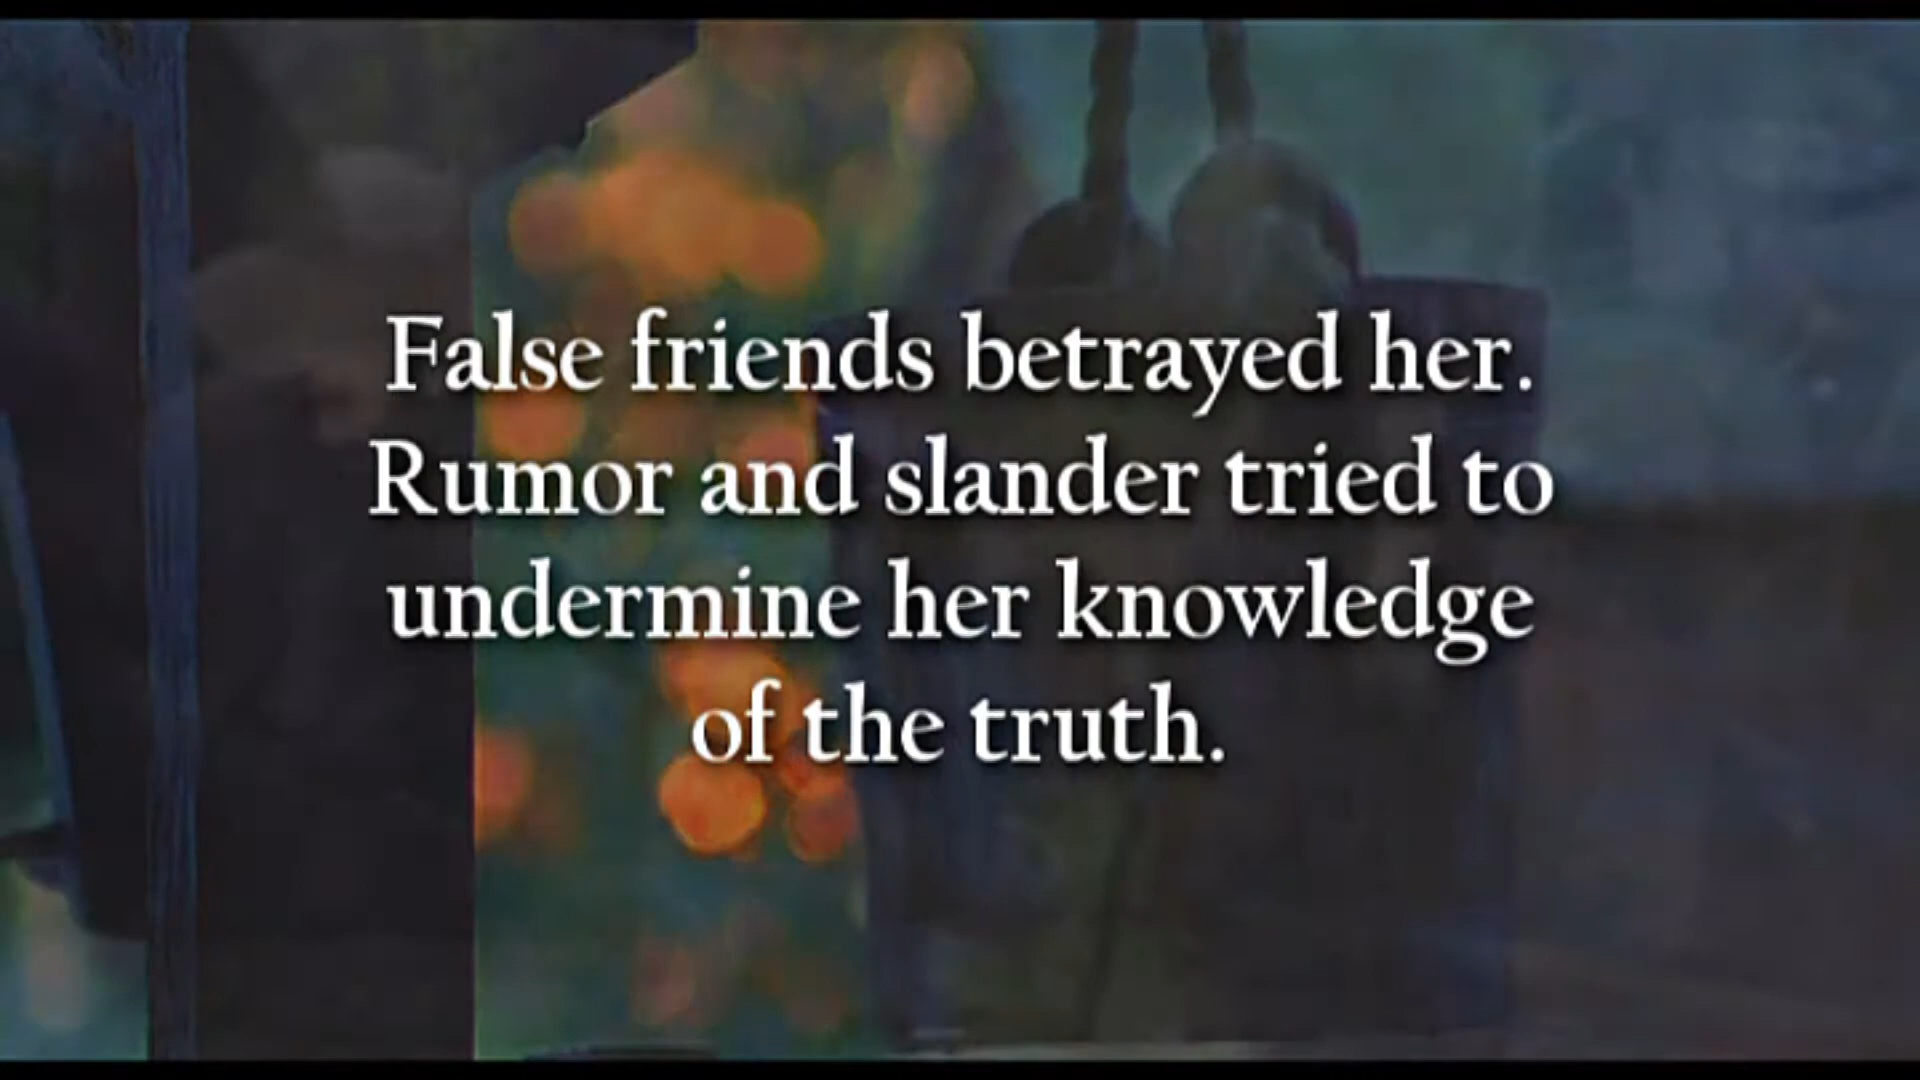 False friends betrayed her.
Rumor and slander tried to
undermine her knowledge
of the truth.